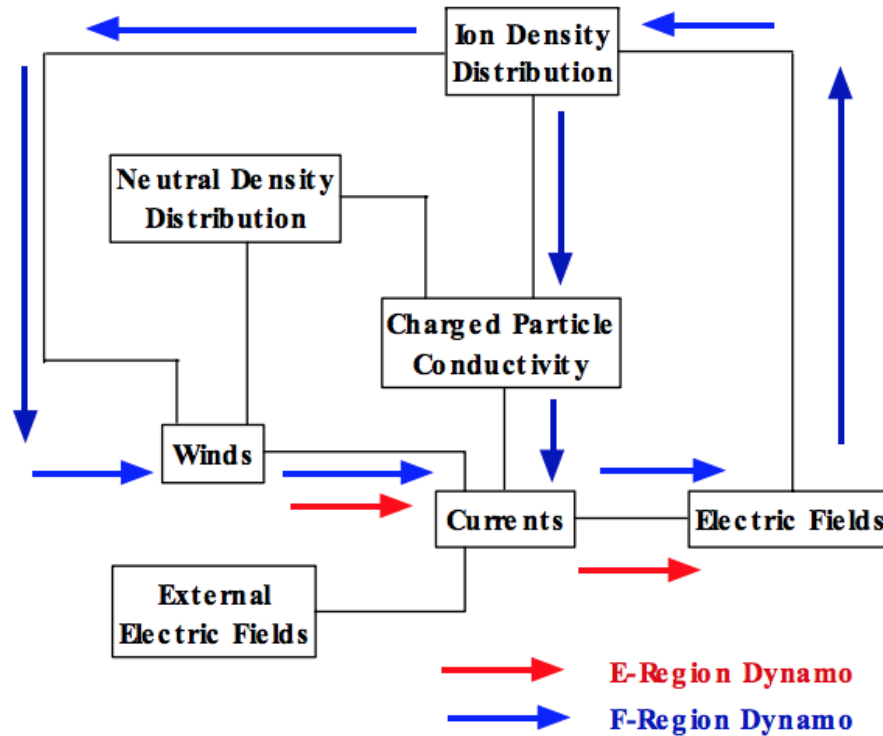 Ion Density
Distribution
Neutral Density
Distribution
Charged Particle
Conductivity
Winds
Currents
Electric Fields
External
Electric Fields
E-Region Dynamo
F-Region Dynamo